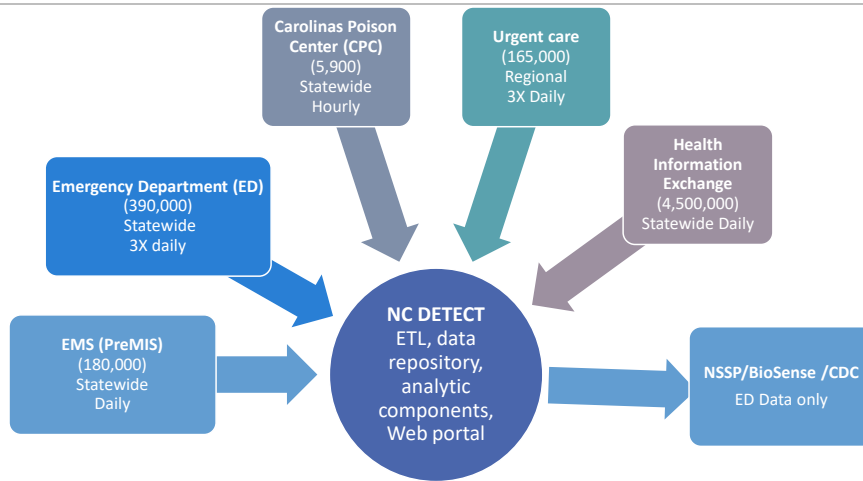 Carolinas Poison
Center (CPC)
(5,900)
Statewide
Hourly
Urgent care
(165,000)
Regional
3X Daily
Health
Information
Exchange
(4,500,000)
Statewide Daily
Emergency Department (ED)
(390,000)
Statewide
3X daily
EMS (PreMIS)
(180,000)
Statewide
Daily
NC DETECT
ETL, data
repository,
analytic
components,
Web portal
NSSP/BioSense /CDC
ED Data only